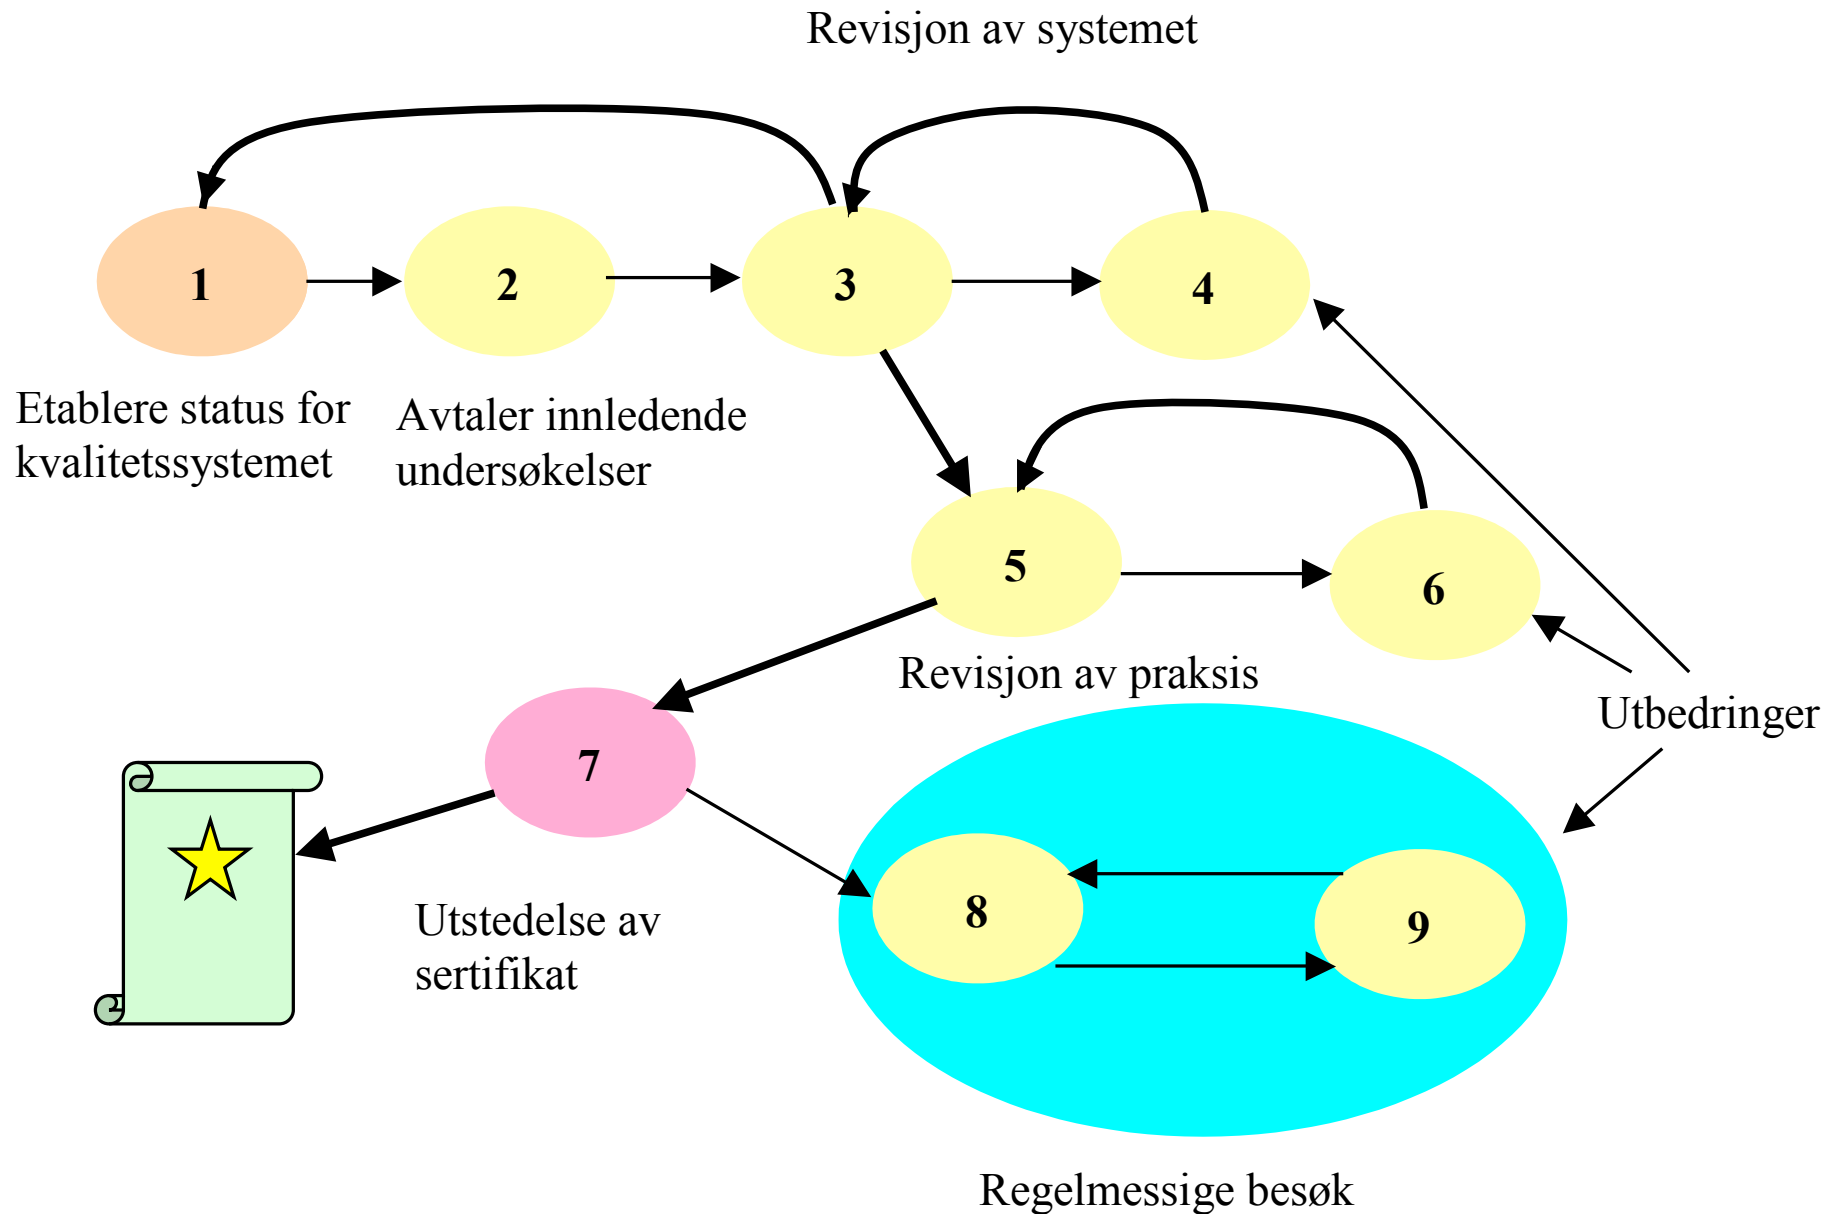 Revisjon av systemet
1
2
3
4
Etablere status for
kvalitetssystemet
Avtaler innledende
undersøkelser
5
6
Revisjon av praksis
Utbedringer
7
8
9
Utstedelse av
sertifikat
Regelmessige besøk